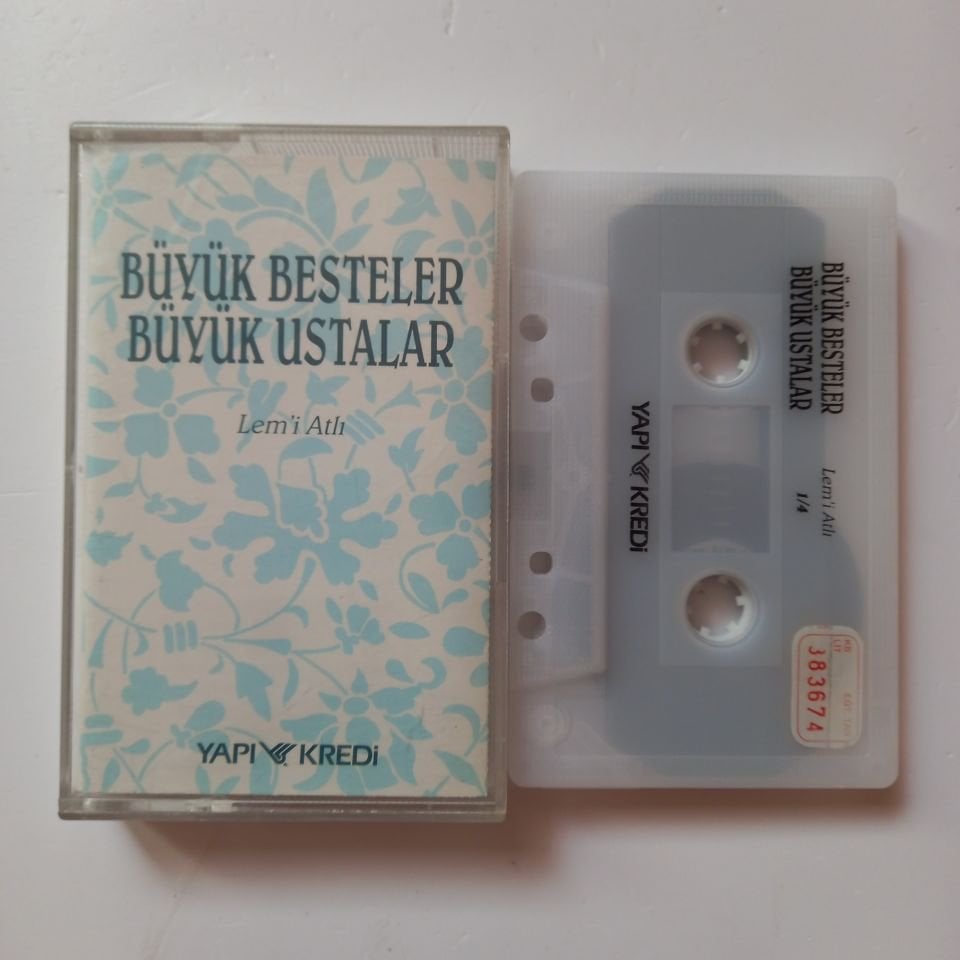 BÜYÜK BESTELER
BÜYÜK USTALAR
Lem'i Atlı
YAPI KREDi
BÜYÜK BESTELER
BÜYÜK USTALAR
Lem'i Atlı
1/4
YAPI KREDi
383674